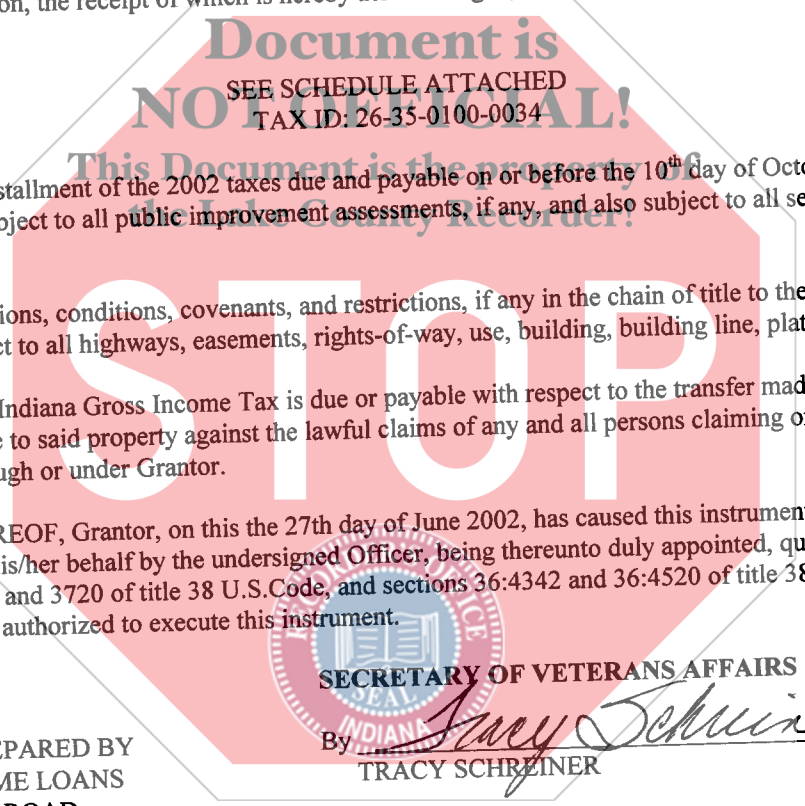 Document is
SEE SCHEDULE ATTACHED
NOT OFFICIAL!
TAX ID: 26-35-0100-0034
This Document is the property of
stallment of the 2002 taxes due and payable on or before the 10th day of Octo
the Lake County Recorder!
bject to all public improvement assessments, if any, and also subject to all se
STOP
ions, conditions, covenants, and restrictions, if any in the chain of title to the
ct to all highways, easements, rights-of-way, use, building, building line, plat
Indiana Gross Income Tax is due or payable with respect to the transfer mad
e to said property against the lawful claims of any and all persons claiming or
ugh or under Grantor.
REOF, Grantor, on this the 27th day of June 2002, has caused this instrument
is/her behalf by the undersigned Officer, being thereunto duly appointed, qu
and 3720 of title 38 U.S.Code, and sections 36:4342 and 36:4520 of title 38
authorized to execute this instrument.
SEAL
INDIANA
SECRETARY OF VETERANS AFFAIRS
By Tracy Schrein
TRACY SCHREINER
EPARED BY
ME LOANS
ROAD